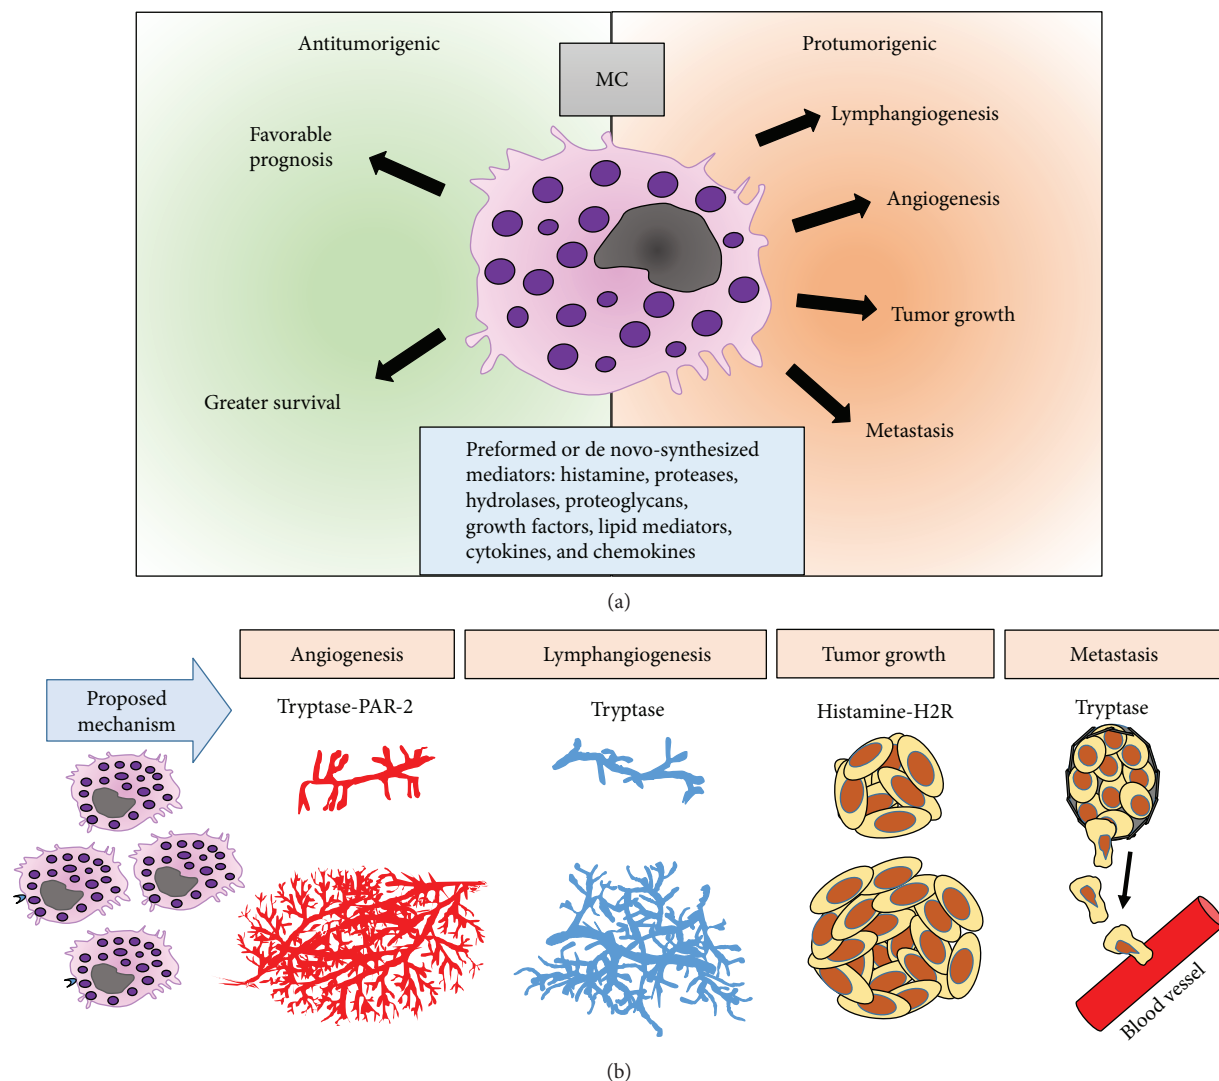 Antitumorigenic
MC
Protumorigenic
Favorable
prognosis
Greater survival
Lymphangiogenesis
Angiogenesis
Tumor growth
Metastasis
Preformed or de novo-synthesized
mediators: histamine, proteases,
hydrolases, proteoglycans,
growth factors, lipid mediators,
cytokines, and chemokines
(a)
Proposed
mechanism
Angiogenesis
Tryptase-PAR-2
Lymphangiogenesis
Tryptase
Tumor growth
Histamine-H2R
Metastasis
Tryptase
Blood vessel
(b)